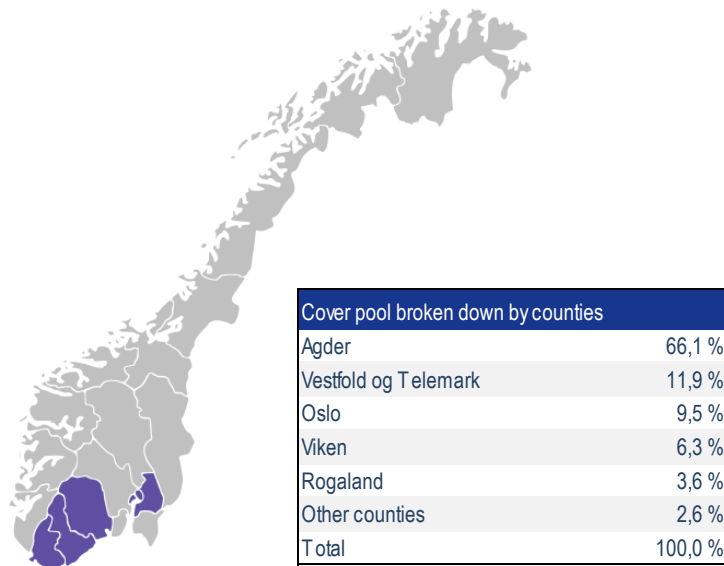 Cover pool broken down by counties
Agder 66,1 %
Vestfold og Telemark 11,9 %
Oslo 9,5 %
Viken 6,3 %
Rogaland 3,6 %
Other counties 2,6 %
Total 100,0 %